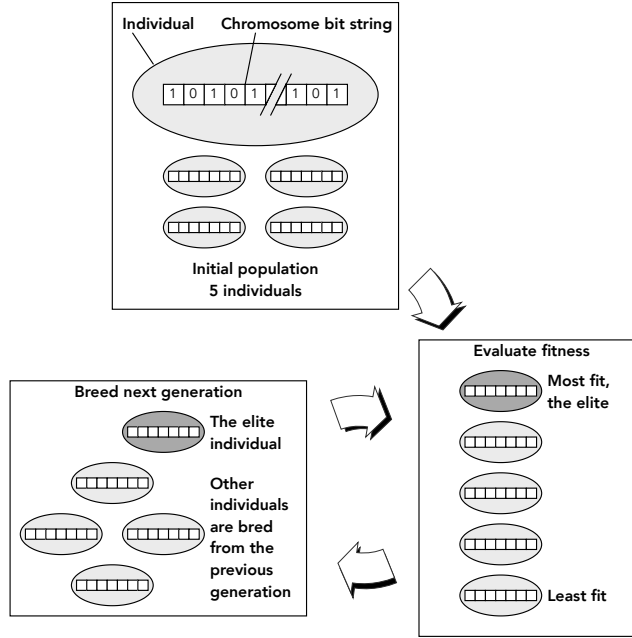 Individual
Chromosome bit string
1 0 1 0 1 1 0 1
Initial population
5 individuals
Evaluate fitness
Most fit,
the elite
Least fit
Breed next generation
The elite
individual
Other
individuals
are bred
from the
previous
generation